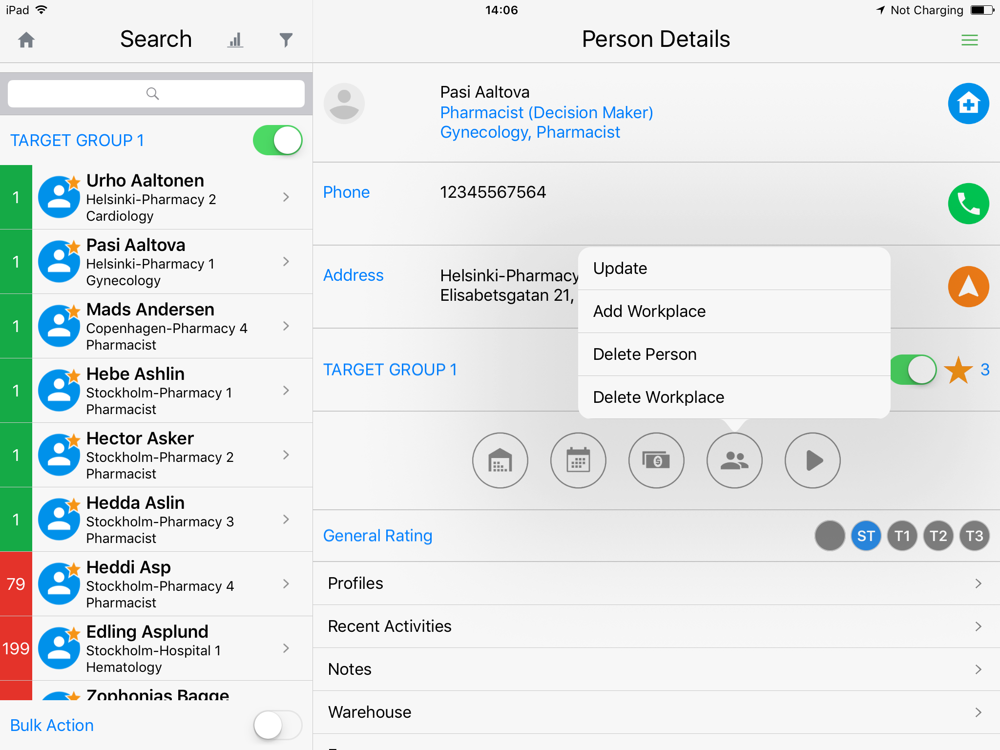 iPad
14:06
Not Charging
Search
Person Details
TARGET GROUP 1
1
Urho Aaltonen
Helsinki-Pharmacy 2
Cardiology
1
Pasi Aaltova
Helsinki-Pharmacy 1
Gynecology
1
Mads Andersen
Copenhagen-Pharmacy 4
Pharmacist
1
Hebe Ashlin
Stockholm-Pharmacy 1
Pharmacist
1
Hector Asker
Stockholm-Pharmacy 2
Pharmacist
1
Hedda Aslin
Stockholm-Pharmacy 3
Pharmacist
79
Heddi Asp
Stockholm-Pharmacy 4
Pharmacist
199
Edling Asplund
Stockholm-Hospital 1
Hematology
Zophonias Bagge
Bulk Action
Pasi Aaltova
Pharmacist (Decision Maker)
Gynecology, Pharmacist
Phone
12345567564
Address
Helsinki-Pharmacy
Elisabetsgatan 21,
Update
Add Workplace
Delete Person
Delete Workplace
TARGET GROUP 1
3
General Rating
ST
T1
T2
T3
Profiles
Recent Activities
Notes
Warehouse